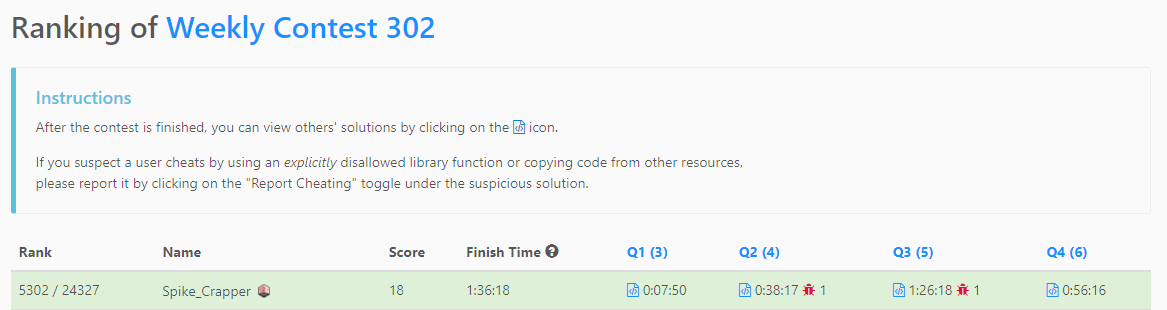 Ranking of Weekly Contest 302
Instructions
After the contest is finished, you can view others' solutions by clicking on the icon.
If you suspect a user cheats by using an explicitly disallowed library function or copying code from other resources,
please report it by clicking on the "Report Cheating" toggle under the suspicious solution.
Rank Name Score Finish Time Q1 (3) Q2 (4) Q3 (5) Q4 (6)
5302 / 24327 Spike_Crapper 18 1:36:18 0:07:50 0:38:17 1 1:26:18 1 0:56:16